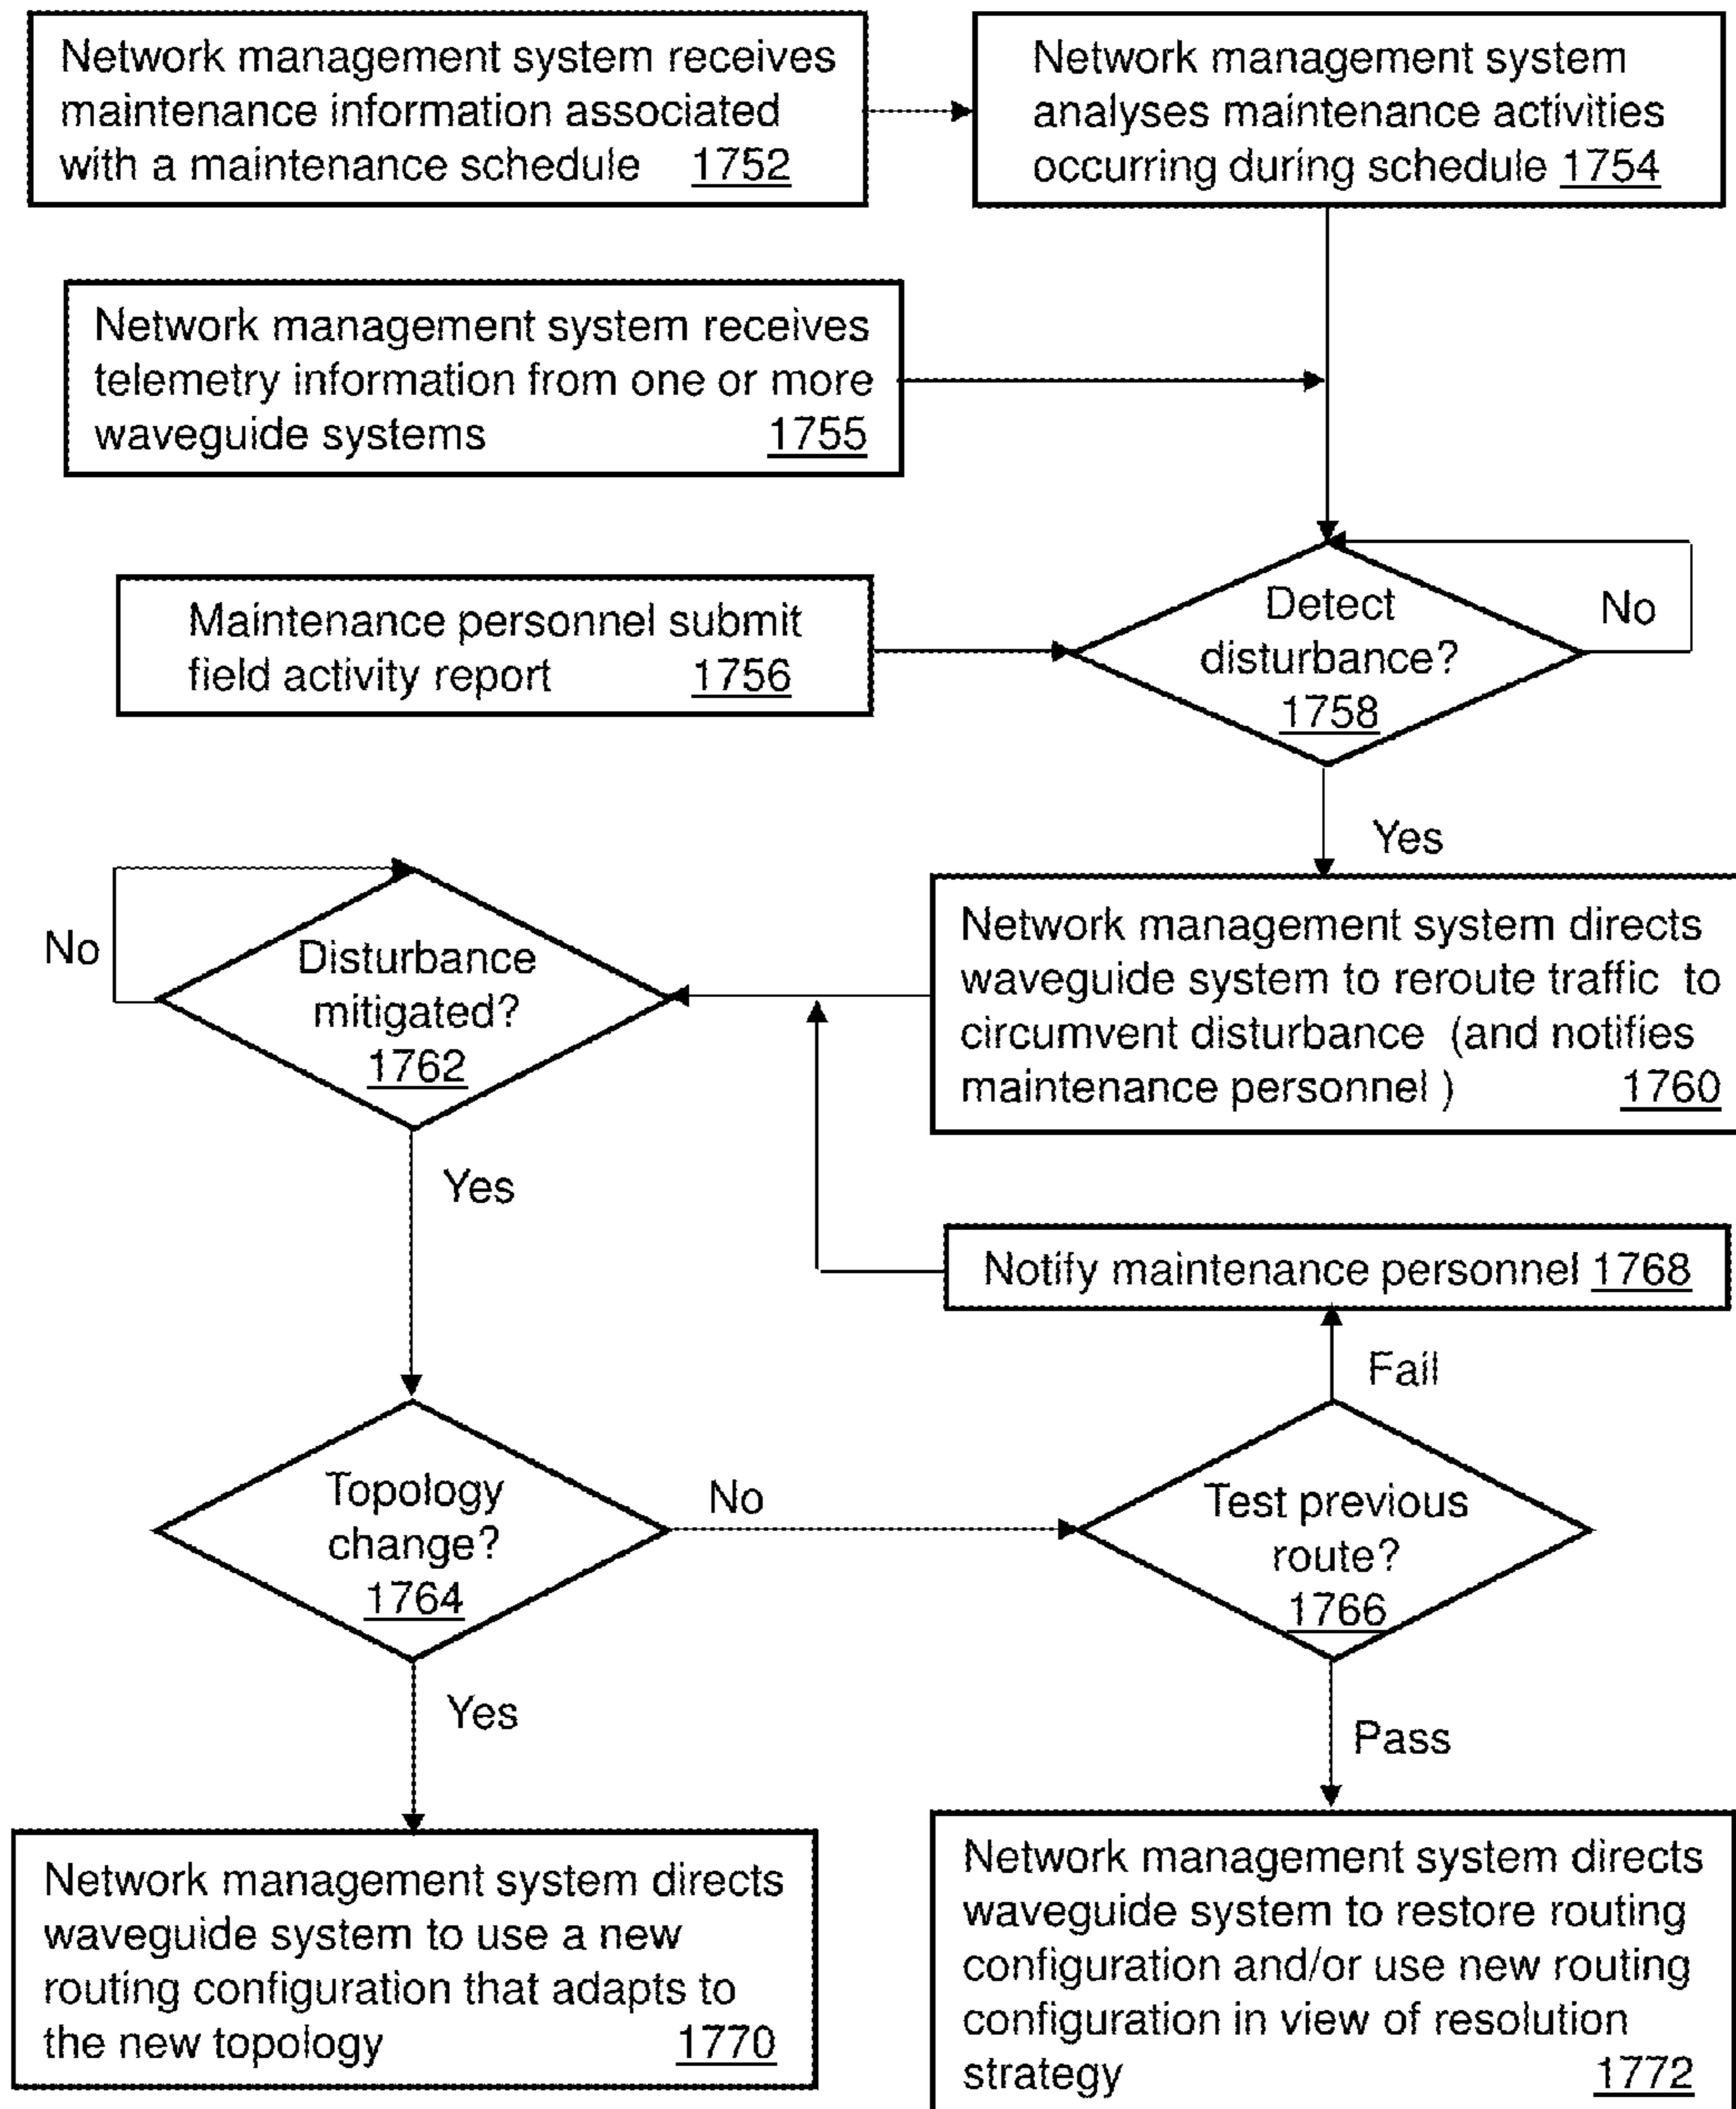 Network management system receives
maintenance information associated
with a maintenance schedule 1752
Network management system
analyses maintenance activities
occurring during schedule 1754
Network management system receives
telemetry information from one or more
waveguide systems 1755
Maintenance personnel submit
field activity report 1756
Detect
disturbance?
1758
No
Yes
Network management system directs
waveguide system to reroute traffic to
circumvent disturbance (and notifies
maintenance personnel ) 1760
Disturbance
mitigated?
1762
No
Yes
Notify maintenance personnel 1768
Fail
Topology
change?
1764
No
Test previous
route?
1766
Yes
Pass
Network management system directs
waveguide system to use a new
routing configuration that adapts to
the new topology 1770
Network management system directs
waveguide system to restore routing
configuration and/or use new routing
configuration in view of resolution
strategy 1772